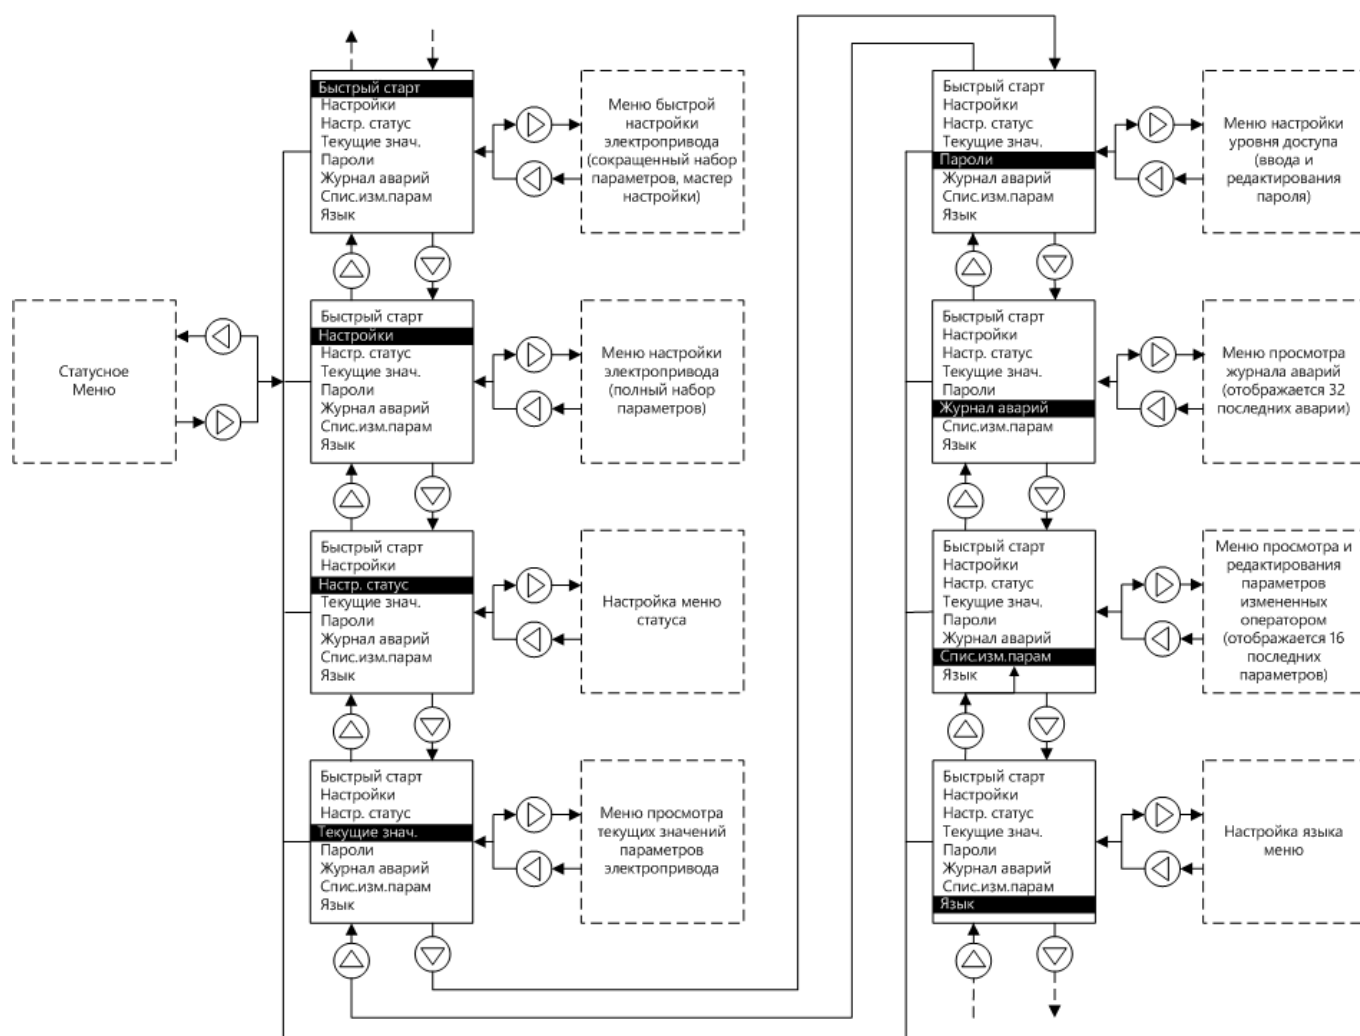 Быстрый старт
Настройки
Настр. статус
Текущие знач.
Пароли
Журнал аварий
Спис.изм.парам
Язык
Меню быстрой
настройки
электропривода
(сокращенный набор
параметров, мастер
настройки)
Статусное
Меню
Быстрый старт
Настройки
Настр. статус
Текущие знач.
Пароли
Журнал аварий
Спис.изм.парам
Язык
Меню настройки
электропривода
(полный набор
параметров)
Быстрый старт
Настройки
Настр. статус
Текущие знач.
Пароли
Журнал аварий
Спис.изм.парам
Язык
Настройка меню
статуса
Быстрый старт
Настройки
Настр. статус
Текущие знач.
Пароли
Журнал аварий
Спис.изм.парам
Язык
Меню просмотра
текущих значений
параметров
электропривода
Быстрый старт
Настройки
Настр. статус
Текущие знач.
Пароли
Журнал аварий
Спис.изм.парам
Язык
Меню настройки
уровня доступа
(ввода и
редактирования
пароля)
Быстрый старт
Настройки
Настр. статус
Текущие знач.
Пароли
Журнал аварий
Спис.изм.парам
Язык
Меню просмотра
журнала аварий
(отображается 32
последних аварии)
Быстрый старт
Настройки
Настр. статус
Текущие знач.
Пароли
Журнал аварий
Спис.изм.парам
Язык
Меню просмотра и
редактирования
параметров
измененных
оператором
(отображается 16
последних
параметров)
Быстрый старт
Настройки
Настр. статус
Текущие знач.
Пароли
Журнал аварий
Спис.изм.парам
Язык
Настройка языка
меню